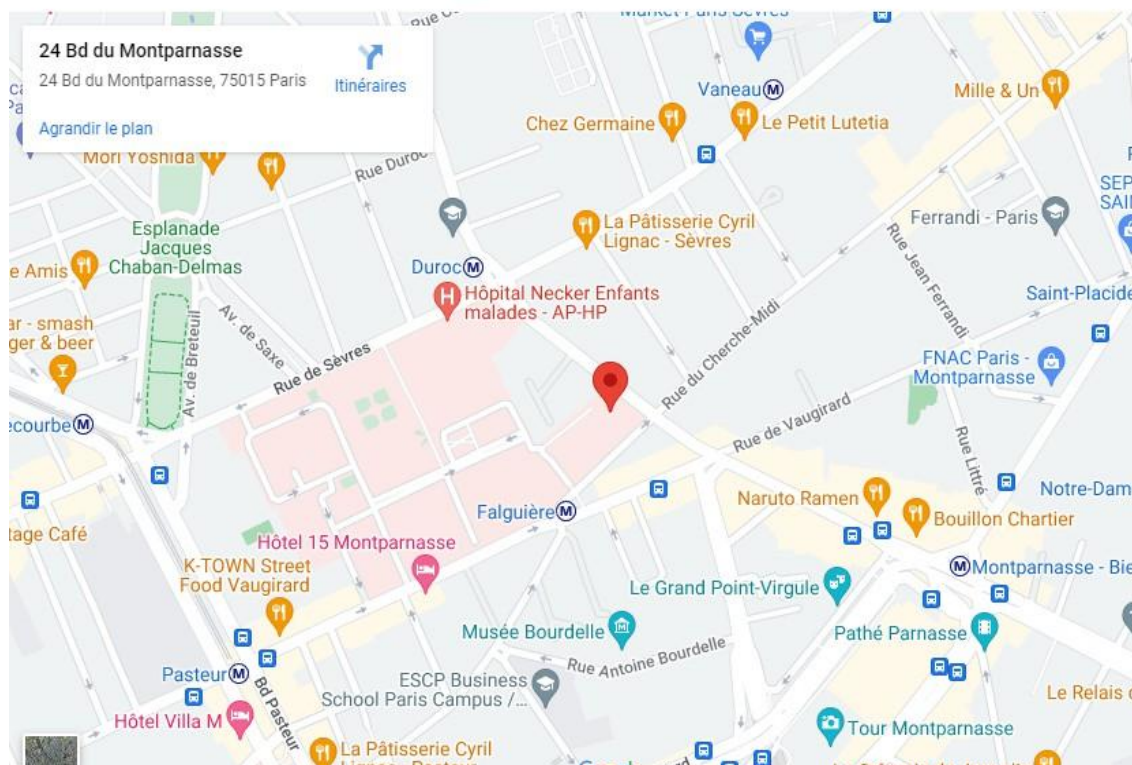 24 Bd du Montparnasse
24 Bd du Montparnasse, 75015 Paris
Itinéraires
Agrandir le plan
Market Paris Sèvres
Vaneau
Mille & Un
Chez Germaine
Le Petit Lutetia
Mori Yoshida
Rue Duroc
Esplanade
Jacques
Chaban-Delmas
La Pâtisserie Cyril
Lignac - Sèvres
Ferrandi - Paris
Duroc
Hôpital Necker Enfants
malades - AP-HP
Rue Jean Ferrandi
Saint-Placide
Av. de Saxe
Av. de Breteuil
Rue de Sèvres
Rue du Cherche-Midi
FNAC Paris -
Montparnasse
Rue de Vaugirard
Rue Littré
Naruto Ramen
Bouillon Chartier
Falguière
Hôtel 15 Montparnasse
K-TOWN Street
Food Vaugirard
Montparnasse - Bie
Le Grand Point-Virgule
Musée Bourdelle
Pathé Parnasse
Rue Antoine Bourdelle
Pasteur
Bd Pasteur
ESCP Business
School Paris Campus /...
Hôtel Villa M
Le Relais
Tour Montparnasse
La Pâtisserie Cyril